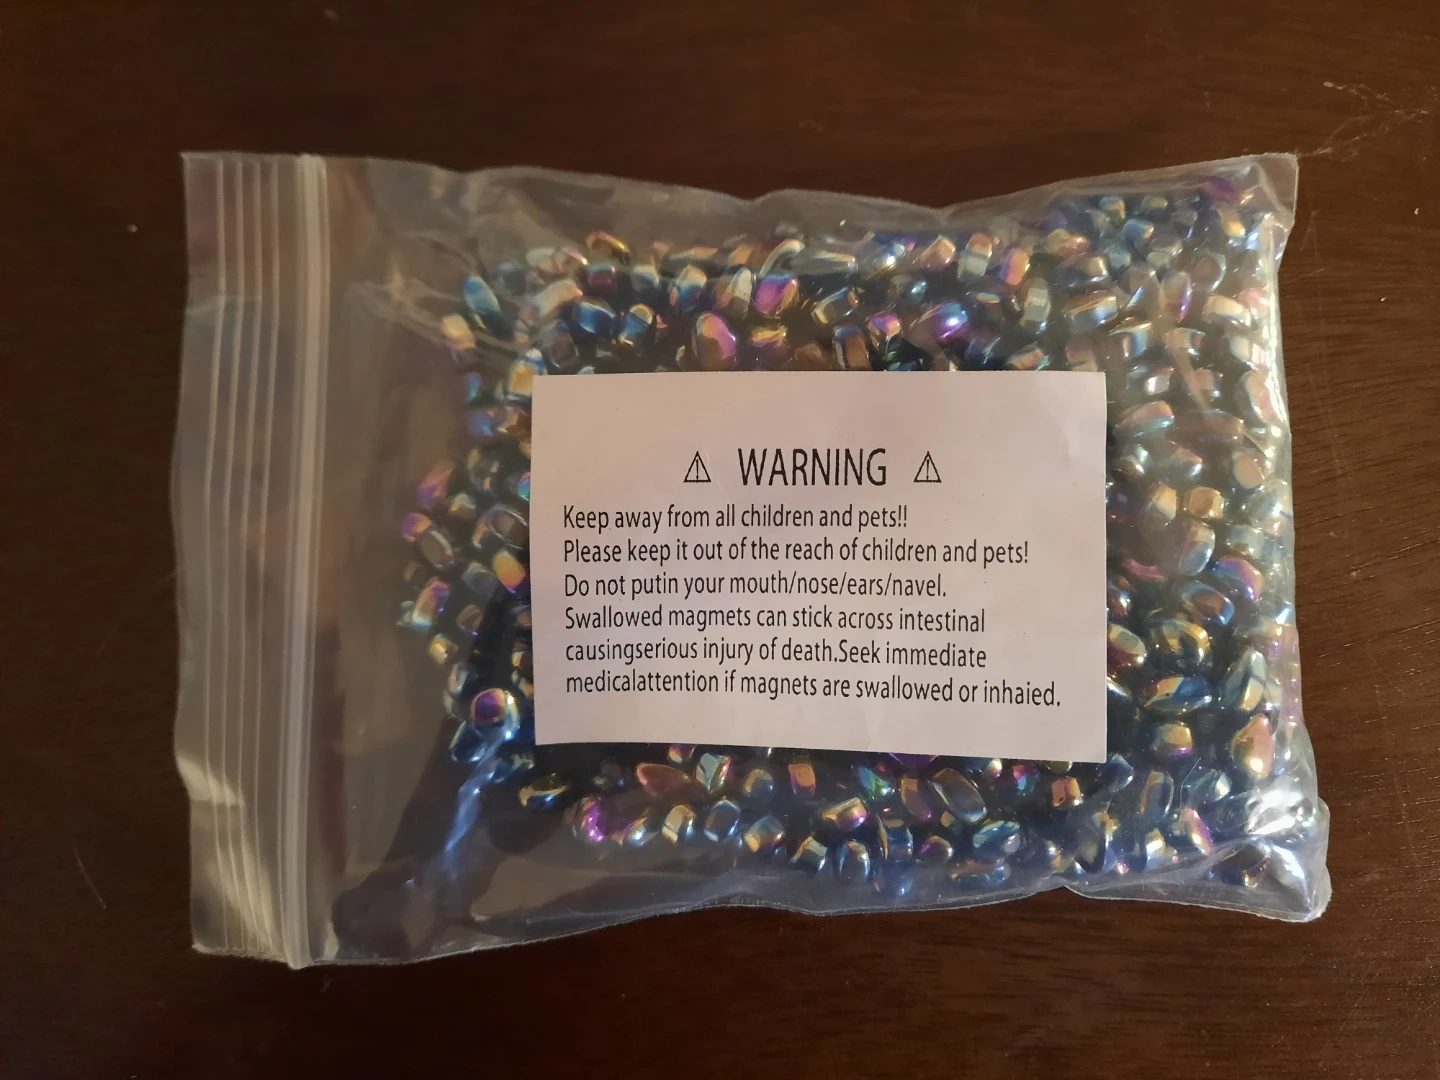 ⚠ WARNING ⚠
Keep away from all children and pets!!
Please keep it out of the reach of children and pets!
Do not putin your mouth/nose/ears/navel.
Swallowed magmets can stick across intestinal
causingserious injury of death.Seek immediate
medicalattention if magnets are swallowed or inhaied.